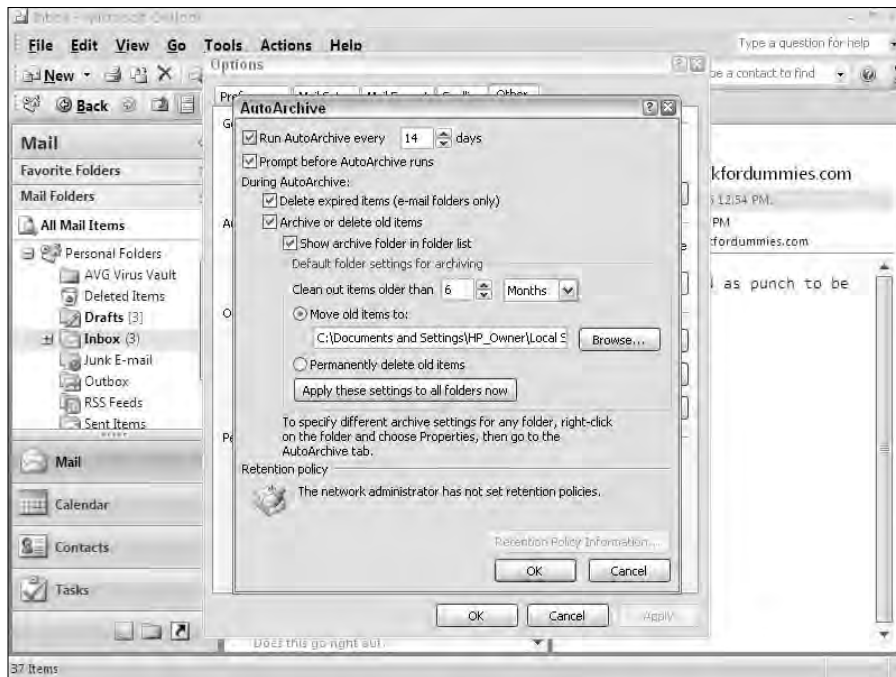 Inbox - Microsoft Outlook
File Edit View Go Tools Actions Help
Type a question for help
New
Back
Options
Other
AutoArchive
Run AutoArchive every 14 days
Prompt before AutoArchive runs
During AutoArchive:
Delete expired items (e-mail folders only)
Archive or delete old items
Show archive folder in folder list
Default folder settings for archiving
Clean out items older than 6 Months
Move old items to:
C:\Documents and Settings\HP_Owner\Local S
Browse...
Permanently delete old items
Apply these settings to all folders now
To specify different archive settings for any folder, right-click
on the folder and choose Properties, then go to the
AutoArchive tab.
Retention policy
The network administrator has not set retention policies.
Retention Policy Information...
OK Cancel
OK Cancel Apply
Mail
Favorite Folders
Mail Folders
All Mail Items
Personal Folders
AVG Virus Vault
Deleted Items
Drafts [3]
Inbox (3)
Junk E-mail
Outbox
RSS Feeds
Sent Items
Mail
Calendar
Contacts
Tasks
a contact to find
kfordummies.com
12:54 PM.
PM
kfordummies.com
as punch to be
Does this go right
37 Items